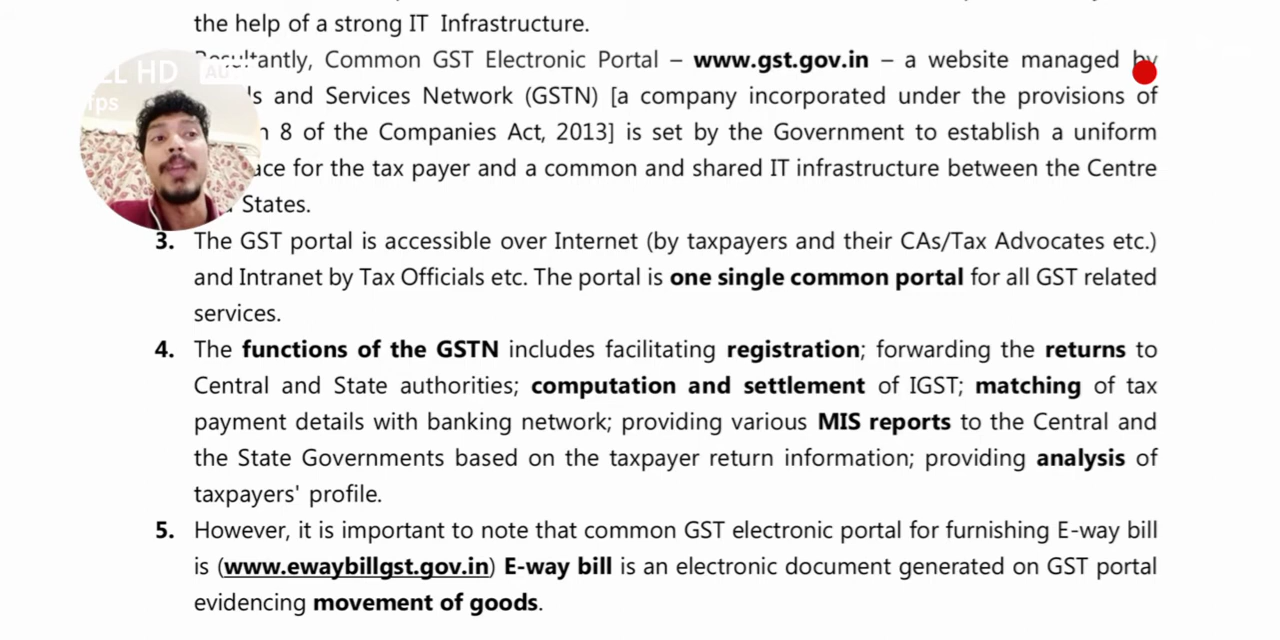 the help of a strong IT Infrastructure.
Resultantly, Common GST Electronic Portal – www.gst.gov.in – a website managed by
and Services Network (GSTN) [a company incorporated under the provisions of
8 of the Companies Act, 2013] is set by the Government to establish a uniform
for the tax payer and a common and shared IT infrastructure between the Centre
States.
3. The GST portal is accessible over Internet (by taxpayers and their CAs/Tax Advocates etc.)
and Intranet by Tax Officials etc. The portal is one single common portal for all GST related
services.
4. The functions of the GSTN includes facilitating registration; forwarding the returns to
Central and State authorities; computation and settlement of IGST; matching of tax
payment details with banking network; providing various MIS reports to the Central and
the State Governments based on the taxpayer return information; providing analysis of
taxpayers' profile.
5. However, it is important to note that common GST electronic portal for furnishing E-way bill
is (www.ewaybillgst.gov.in) E-way bill is an electronic document generated on GST portal
evidencing movement of goods.
HD AU
fps